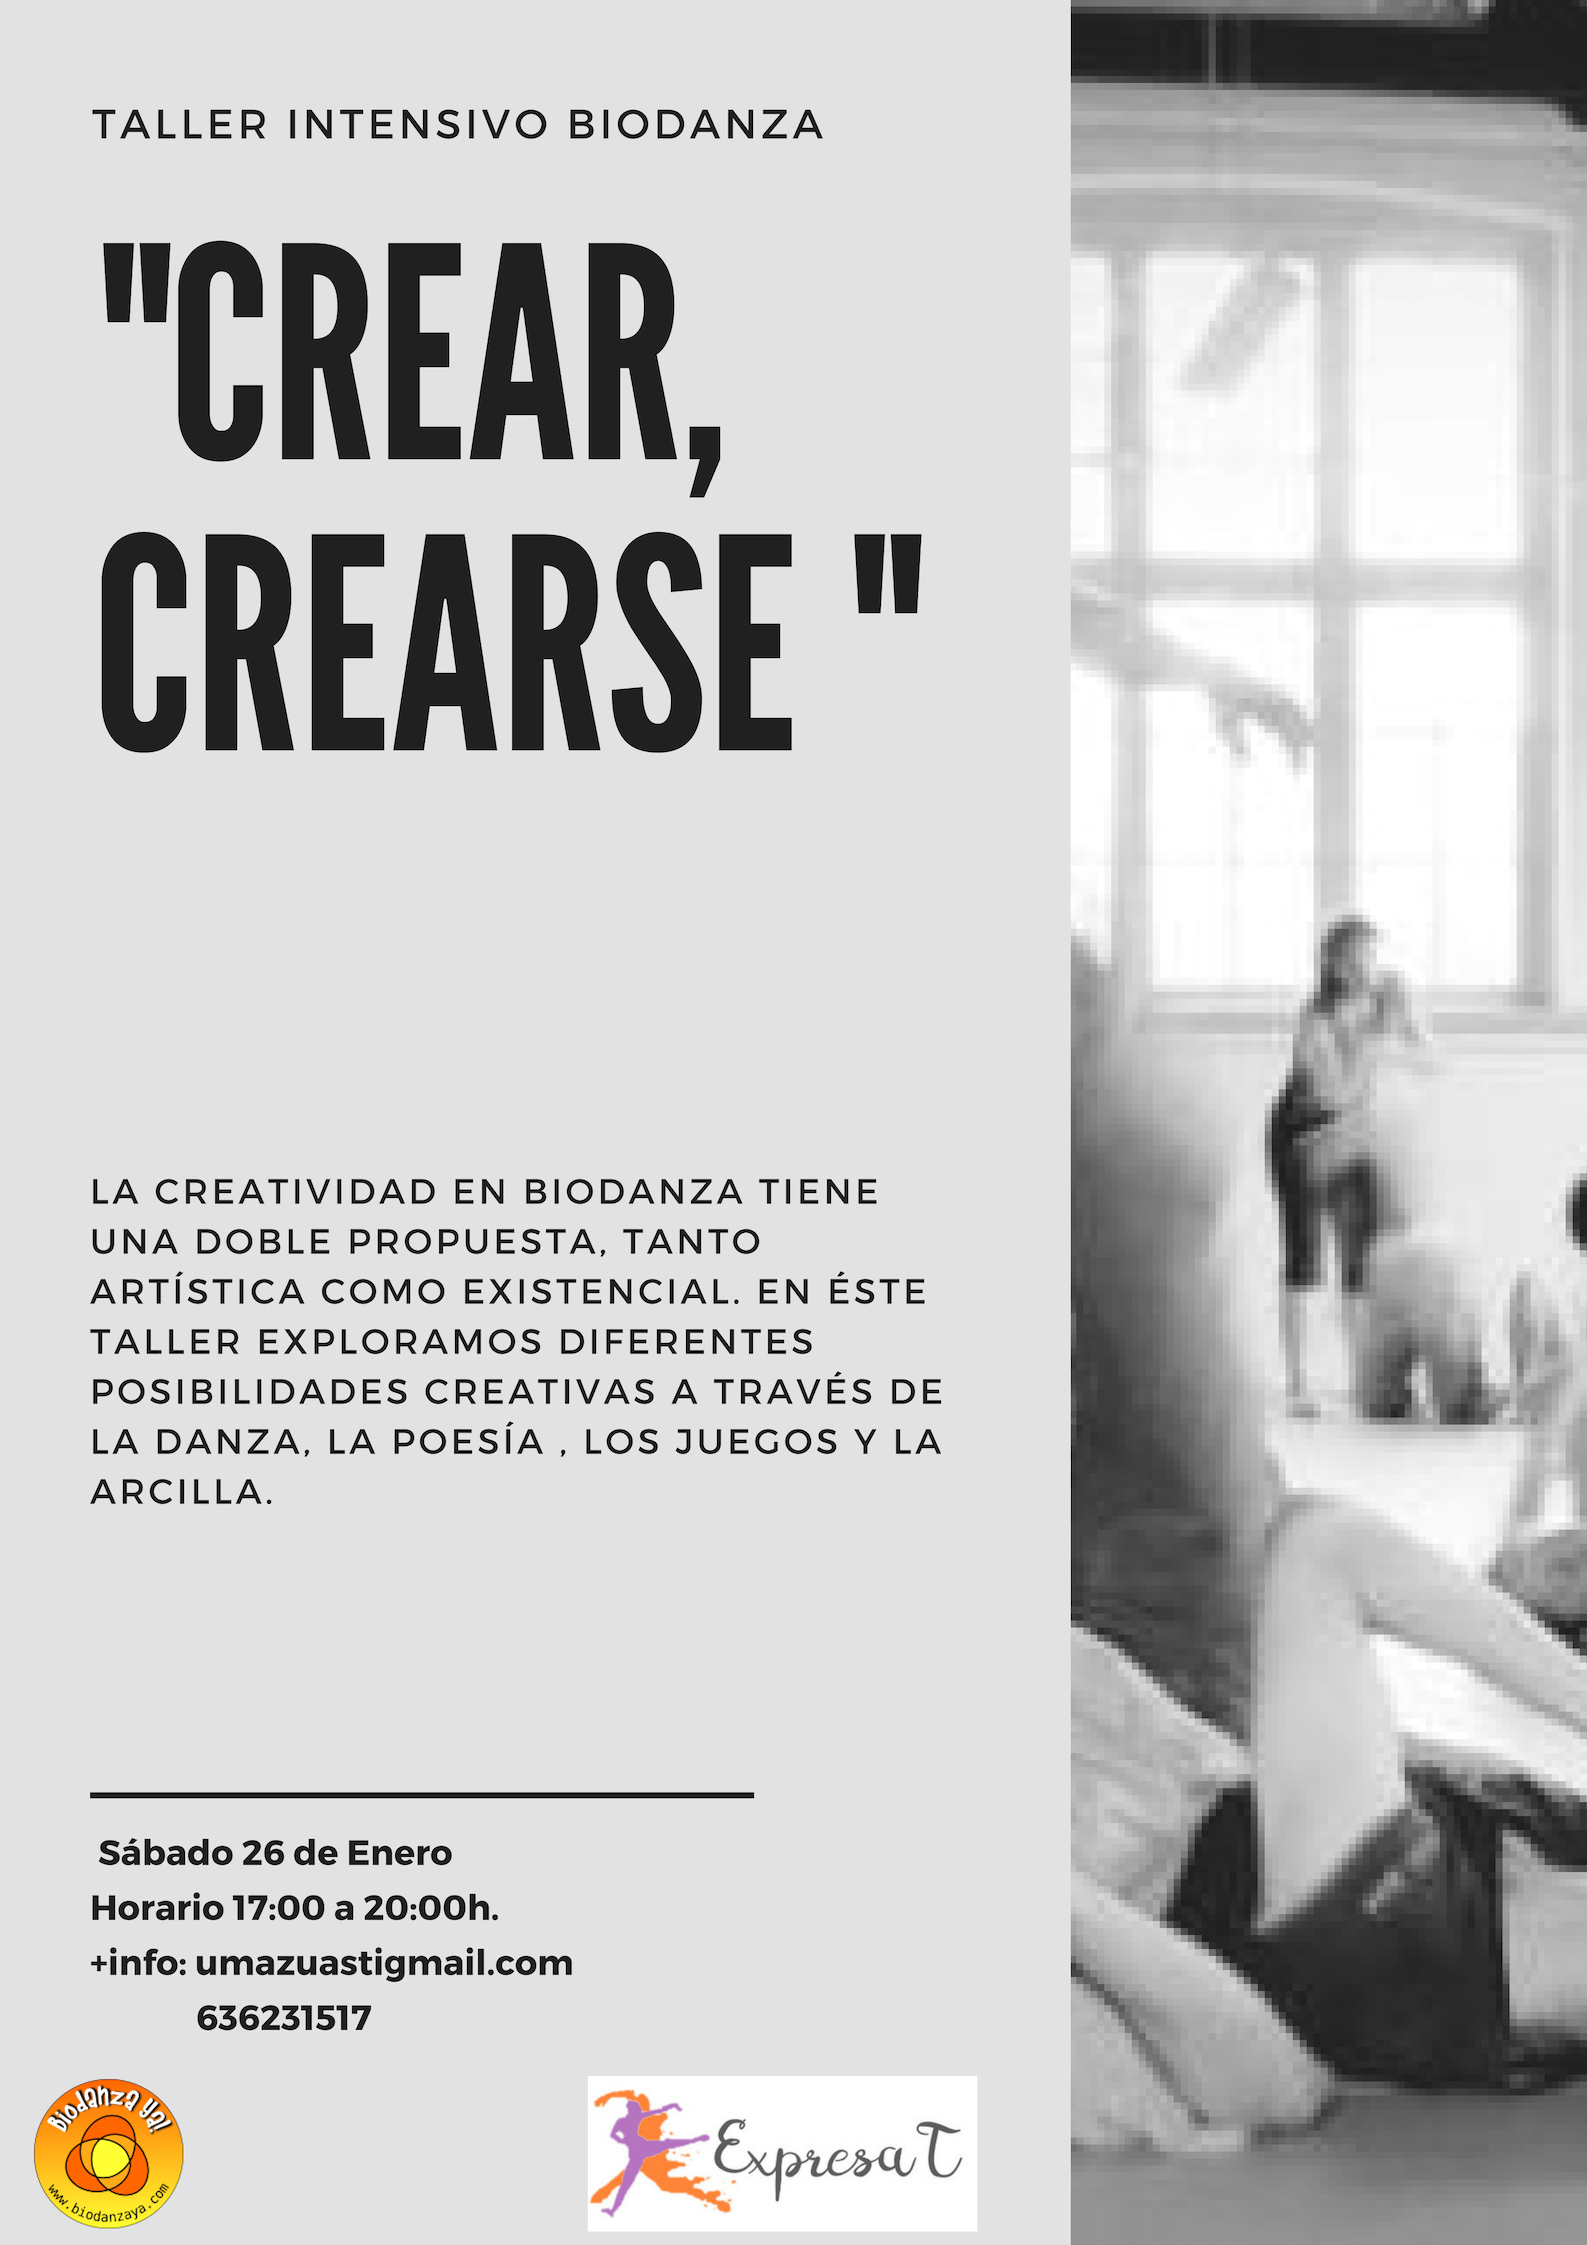 TALLER INTENSIVO BIODANZA
"CREAR,
CREARSE "
LA CREATIVIDAD EN BIODANZA TIENE
UNA DOBLE PROPUESTA, TANTO
ARTÍSTICA COMO EXISTENCIAL. EN ÉSTE
TALLER EXPLORAMOS DIFERENTES
POSIBILIDADES CREATIVAS A TRAVÉS DE
LA DANZA, LA POESÍA , LOS JUEGOS Y LA
ARCILLA.
Sábado 26 de Enero
Horario 17:00 a 20:00h.
+info: umazuastigmail.com
636231517
Biodanza ya!
www.biodanzaya.com
Expresa T